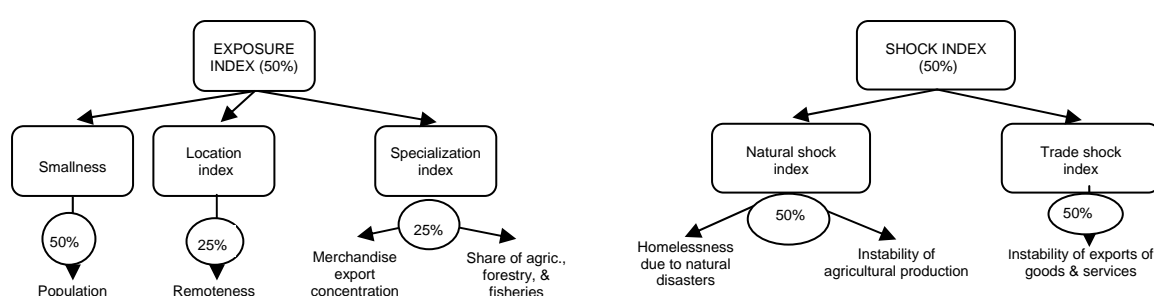 EXPOSURE
INDEX (50%)
SHOCK INDEX
(50%)
Smallness
Location
index
Specialization
index
Natural shock
index
Trade shock
index
50%
25%
25%
50%
50%
Population
Remoteness
Merchandise
export
concentration
Share of agric.,
forestry, &
fisheries
Homelessness
due to natural
disasters
Instability of
agricultural production
Instability of exports of
goods & services